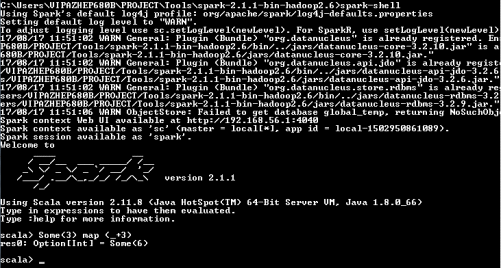 C:\Users\VIPAZHEP680B\PROJECT\Tools\spark-2.1.1-bin-hadoop2.6>spark-shell
Using Spark's default log4j profile: org/apache/spark/log4j-defaults.properties
Setting default log level to "WARN".
To adjust logging level use sc.setLogLevel(newLevel). For SparkR, use setLogLevel(newLevel)
17/08/17 11:51:02 WARN General: Plugin (Bundle) "org.datanucleus" is already registered. En
rs/VIPAZHEP680B/PROJECT/Tools/spark-2.1.1-bin-hadoop2.6/bin/../jars/datanucleus-core-3.2.10.jar" is a
680B/PROJECT/Tools/spark-2.1.1-bin-hadoop2.6/jars/datanucleus-core-3.2.10.jar."
17/08/17 11:51:02 WARN General: Plugin (Bundle) "org.datanucleus.api.jdo" is already regist
ers/VIPAZHEP680B/PROJECT/Tools/spark-2.1.1-bin-hadoop2.6/bin/../jars/datanucleus-api-jdo-3.2.6
s/VIPAZHEP680B/PROJECT/Tools/spark-2.1.1-bin-hadoop2.6/jars/datanucleus-api-jdo-3.2.6.jar."
17/08/17 11:51:02 WARN General: Plugin (Bundle) "org.datanucleus.store.rdbms" is already re
Users/VIPAZHEP680B/PROJECT/Tools/spark-2.1.1-bin-hadoop2.6/bin/../jars/datanucleus-rdbms-3.2
s/VIPAZHEP680B/PROJECT/Tools/spark-2.1.1-bin-hadoop2.6/jars/datanucleus-rdbms-3.2.9.jar."
17/08/17 11:51:06 WARN ObjectStore: Failed to get database global_temp, returning NoSuchObj
Spark context Web UI available at http://192.168.56.1:4040
Spark context available as 'sc' (master = local[*], app id = local-1502950861089).
Spark session available as 'spark'.
Welcome to
Spark version 2.1.1
Using Scala version 2.11.8 (Java HotSpot(TM) 64-Bit Server VM, Java 1.8.0_66)
Type in expressions to have them evaluated.
Type :help for more information.
scala> Some(3) map (_+3)
res0: Option[Int] = Some(6)
scala> _